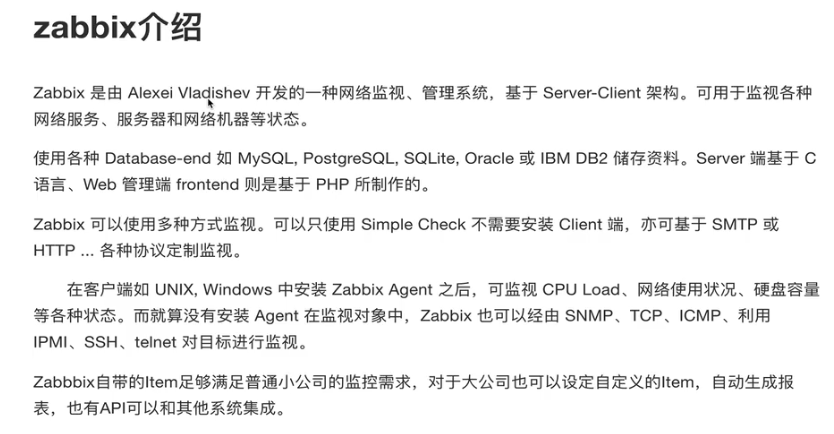 zabbix介绍
Zabbix 是由 Alexei Vladishev 开发的一种网络监视、管理系统，基于 Server-Client 架构。可用于监视各种
网络服务、服务器和网络机器等状态。
使用各种 Database-end 如 MySQL, PostgreSQL, SQLite, Oracle 或 IBM DB2 储存资料。Server 端基于 C
语言、Web 管理端 frontend 则是基于 PHP 所制作的。
Zabbix 可以使用多种方式监视。可以只使用 Simple Check 不需要安装 Client 端，亦可基于 SMTP 或
HTTP ... 各种协议定制监视。
在客户端如 UNIX, Windows 中安装 Zabbix Agent 之后，可监视 CPU Load、网络使用状况、硬盘容量
等各种状态。而就算没有安装 Agent 在监视对象中，Zabbix 也可以经由 SNMP、TCP、ICMP、利用
IPMI、SSH、telnet 对目标进行监视。
Zabbbix自带的Item足够满足普通小公司的监控需求，对于大公司也可以设定自定义的Item，自动生成报
表，也有API可以和其他系统集成。